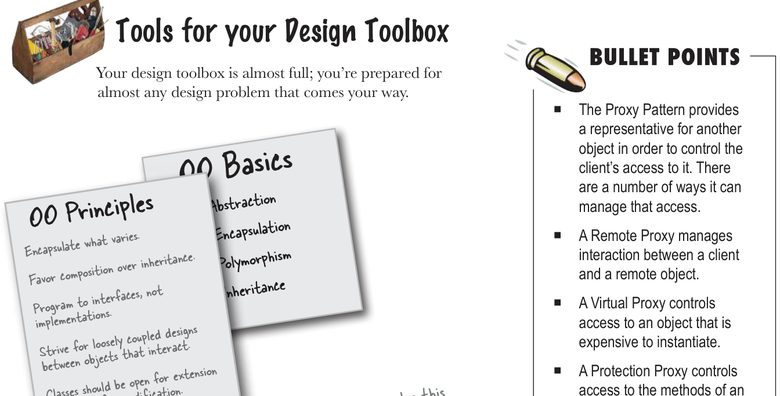 Tools for your Design Toolbox
Your design toolbox is almost full; you’re prepared for
almost any design problem that comes your way.
OO Basics
Abstraction
Encapsulation
Polymorphism
Inheritance
OO Principles
Encapsulate what varies.
Favor composition over inheritance.
Program to interfaces, not
implementations.
Strive for loosely coupled designs
between objects that interact
Classes should be open for extension
this
BULLET POINTS
The Proxy Pattern provides
a representative for another
object in order to control the
client’s access to it. There
are a number of ways it can
manage that access.
A Remote Proxy manages
interaction between a client
and a remote object.
A Virtual Proxy controls
access to an object that is
expensive to instantiate.
A Protection Proxy controls
access to the methods of an